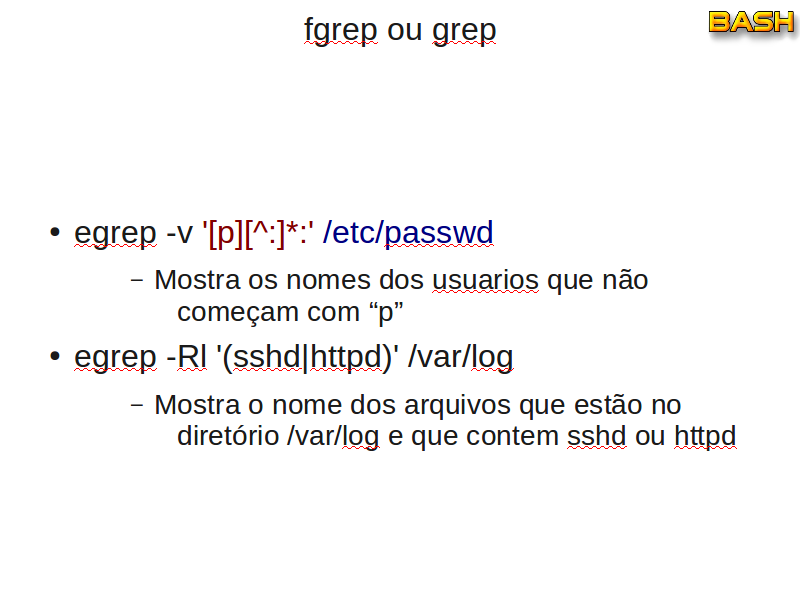 fgrep ou grep
BASH
• egrep -v '[p][^:]*:' /etc/passwd
– Mostra os nomes dos usuarios que não
começam com “p”
• egrep -Rl '(sshd|httpd)' /var/log
– Mostra o nome dos arquivos que estão no
diretório /var/log e que contem sshd ou httpd